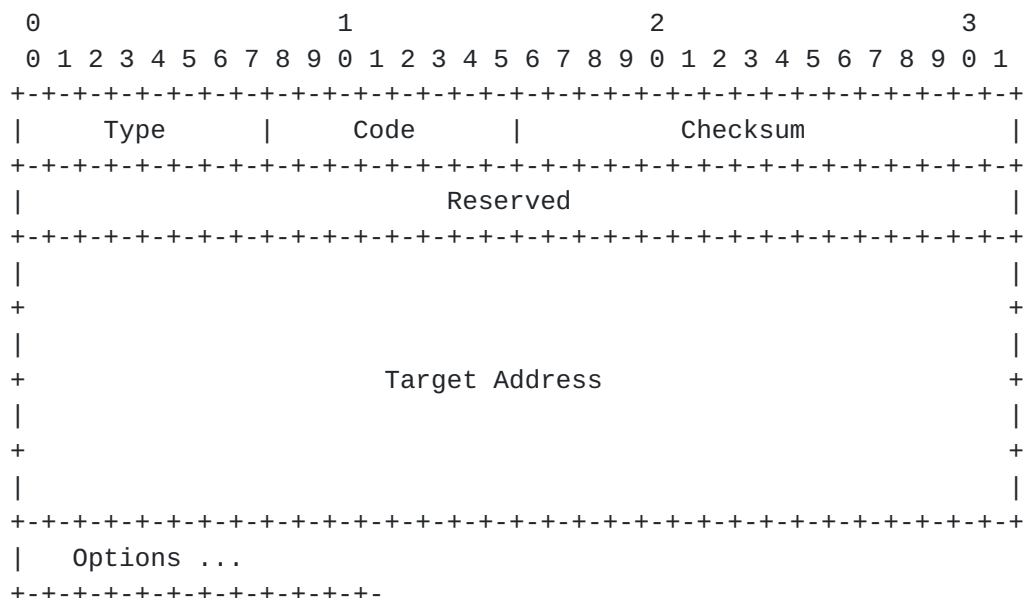 0                   1                   2                   3
 0 1 2 3 4 5 6 7 8 9 0 1 2 3 4 5 6 7 8 9 0 1 2 3 4 5 6 7 8 9 0 1
+-+-+-+-+-+-+-+-+-+-+-+-+-+-+-+-+-+-+-+-+-+-+-+-+-+-+-+-+-+-+-+-+
|     Type      |     Code      |          Checksum             |
+-+-+-+-+-+-+-+-+-+-+-+-+-+-+-+-+-+-+-+-+-+-+-+-+-+-+-+-+-+-+-+-+
|                           Reserved                            |
+-+-+-+-+-+-+-+-+-+-+-+-+-+-+-+-+-+-+-+-+-+-+-+-+-+-+-+-+-+-+-+-+
|                                                               |
+                                                               +
|                                                               |
+                       Target Address                          +
|                                                               |
+                                                               +
|                                                               |
+-+-+-+-+-+-+-+-+-+-+-+-+-+-+-+-+-+-+-+-+-+-+-+-+-+-+-+-+-+-+-+-+
|   Options ...
+-+-+-+-+-+-+-+-+-+-+-+-